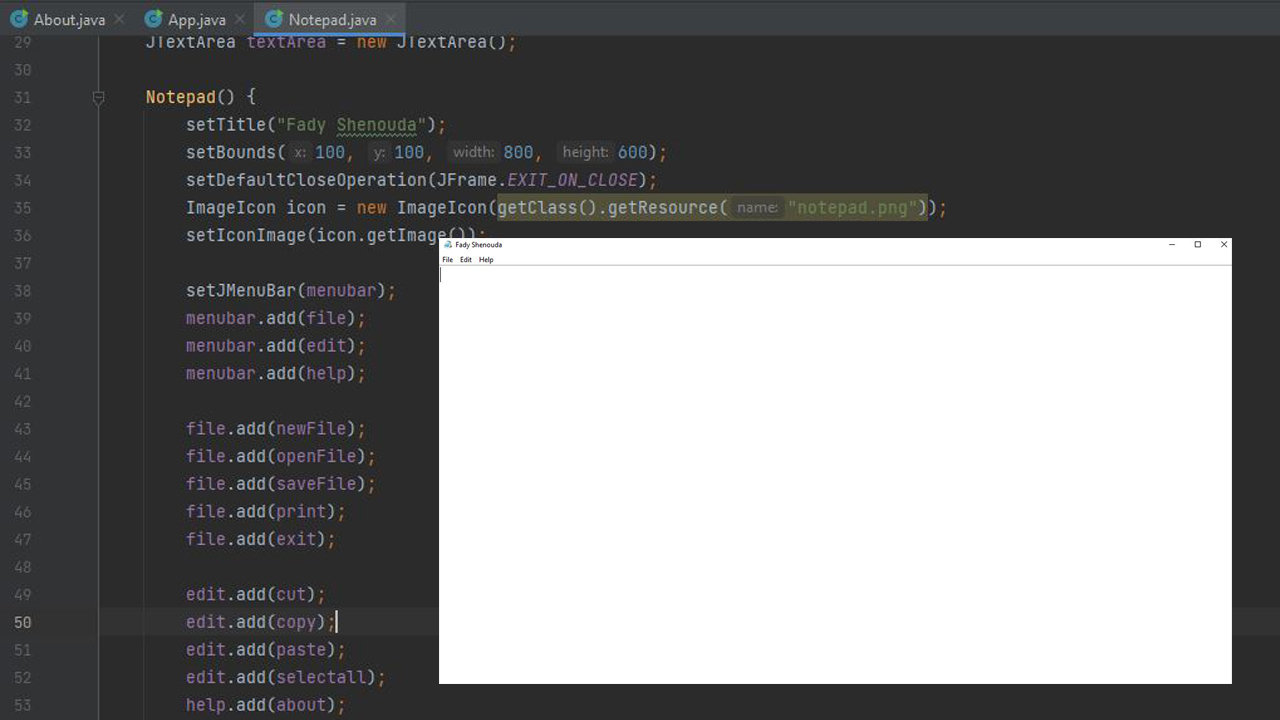 About.java App.java Notepad.java
29 JTextArea textArea = new JTextArea();
30
31 Notepad() {
32 setTitle("Fady Shenouda");
33 setBounds( x: 100, y: 100, width: 800, height: 600);
34 setDefaultCloseOperation(JFrame.EXIT_ON_CLOSE);
35 ImageIcon icon = new ImageIcon(getClass().getResource( name: "notepad.png"));
36 setIconImage(icon.getImage());
37
38 setJMenuBar(menubar);
39 menubar.add(file);
40 menubar.add(edit);
41 menubar.add(help);
42
43 file.add(newFile);
44 file.add(openFile);
45 file.add(saveFile);
46 file.add(print);
47 file.add(exit);
48
49 edit.add(cut);
50 edit.add(copy);
51 edit.add(paste);
52 edit.add(selectall);
53 help.add(about);
Fady Shenouda
File Edit Help